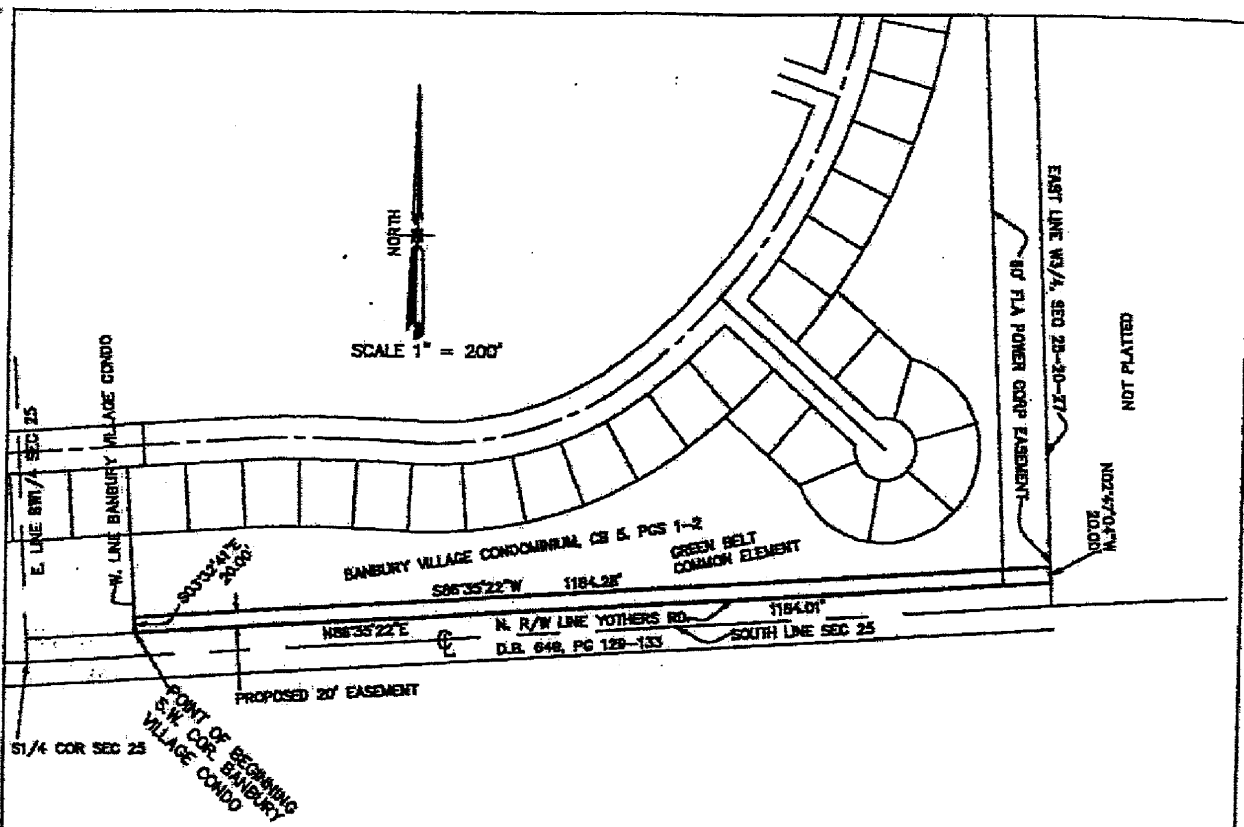 NORTH
SCALE 1" = 200'
E. LINE SW1/4 SEC 25
W. LINE BANBURY VILLAGE CONDO
EAST LINE W3/4, SEC 25-20-27
FLA POWER CORP EASEMENT
NOT PLATTED
N02°47'04"W
20.00
S03°32'41"E
20.00'
BANBURY VILLAGE CONDOMINIUM, CB 5, PGS 1-2
GREEN BELT
COMMON ELEMENT
S86°35'22"W 1184.28'
N86°35'22"E
N. R/W LINE YOTHERS RD.
1184.01'
D.B. 648, PG 129-133
SOUTH LINE SEC 25
PROPOSED 20' EASEMENT
POINT OF BEGINNING
S.W. COR. BANBURY
VILLAGE CONDO
S1/4 COR SEC 25